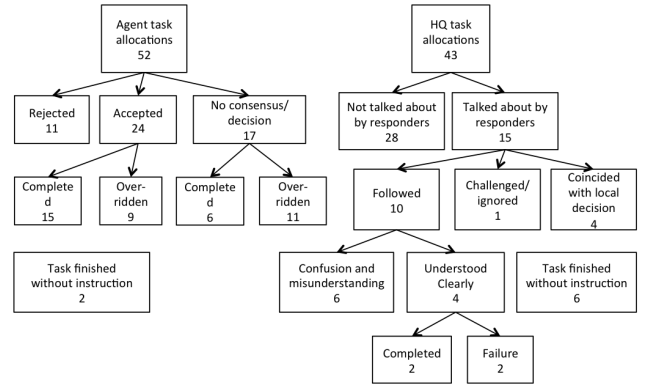 Agent task
allocations
52
HQ task
allocations
43
Rejected
11
Accepted
24
No consensus/
decision
17
Not talked about
by responders
28
Talked about by
responders
15
Complete
d
15
Over-
ridden
9
Complete
d
6
Over-
ridden
11
Followed
10
Challenged/
ignored
1
Coincided
with local
decision
4
Task finished
without instruction
2
Confusion and
misunderstanding
6
Understood
Clearly
4
Task finished
without instruction
6
Completed
2
Failure
2